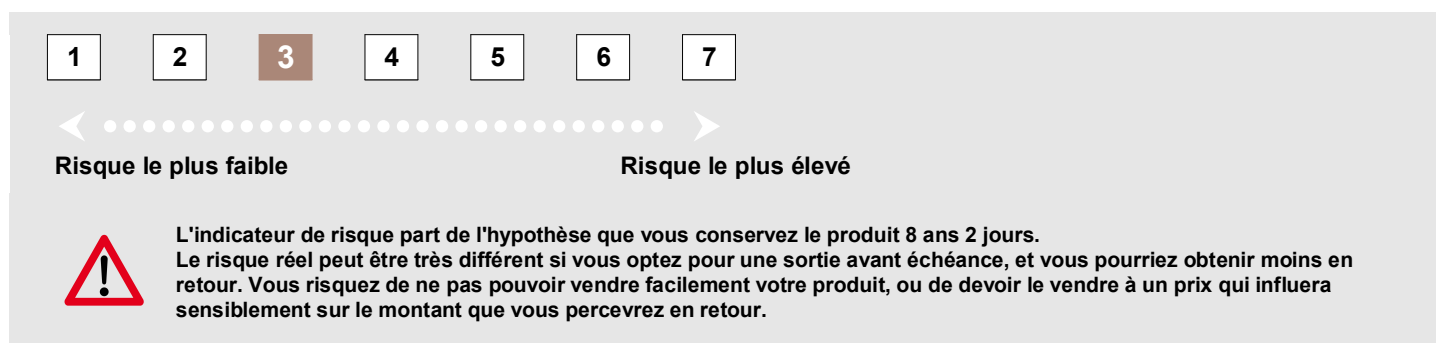 1 2 3 4 5 6 7
Risque le plus faible Risque le plus élevé
L'indicateur de risque part de l'hypothèse que vous conservez le produit 8 ans 2 jours.
Le risque réel peut être très différent si vous optez pour une sortie avant échéance, et vous pourriez obtenir moins en
retour. Vous risquez de ne pas pouvoir vendre facilement votre produit, ou de devoir le vendre à un prix qui influera
sensiblement sur le montant que vous percevrez en retour.